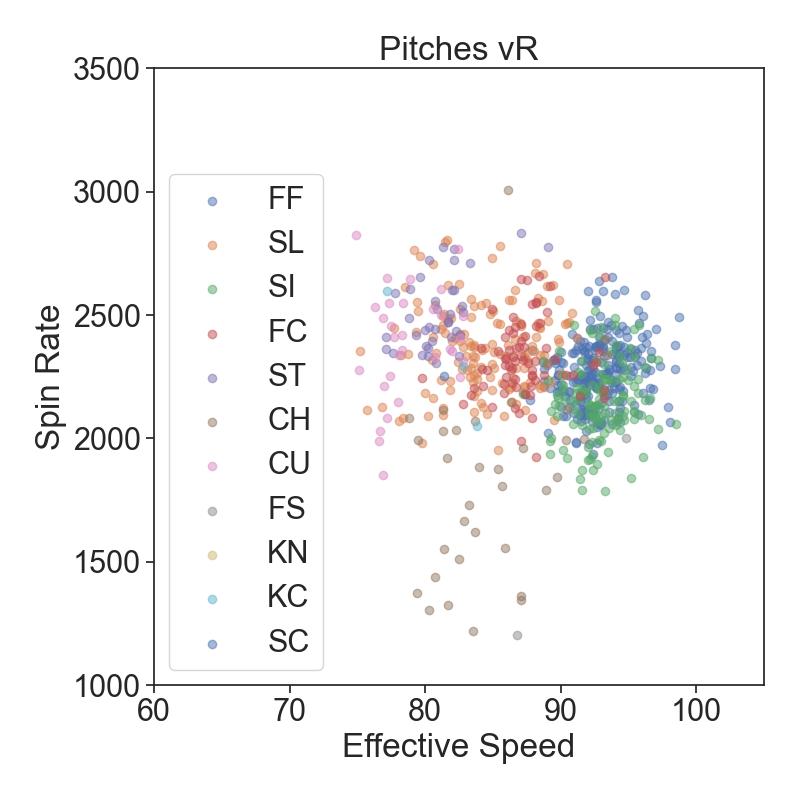 Pitches vR
3500
3000
2500
2000
1500
1000
Spin Rate
FF
SL
SI
FC
ST
CH
CU
FS
KN
KC
SC
60 70 80 90 100
Effective Speed